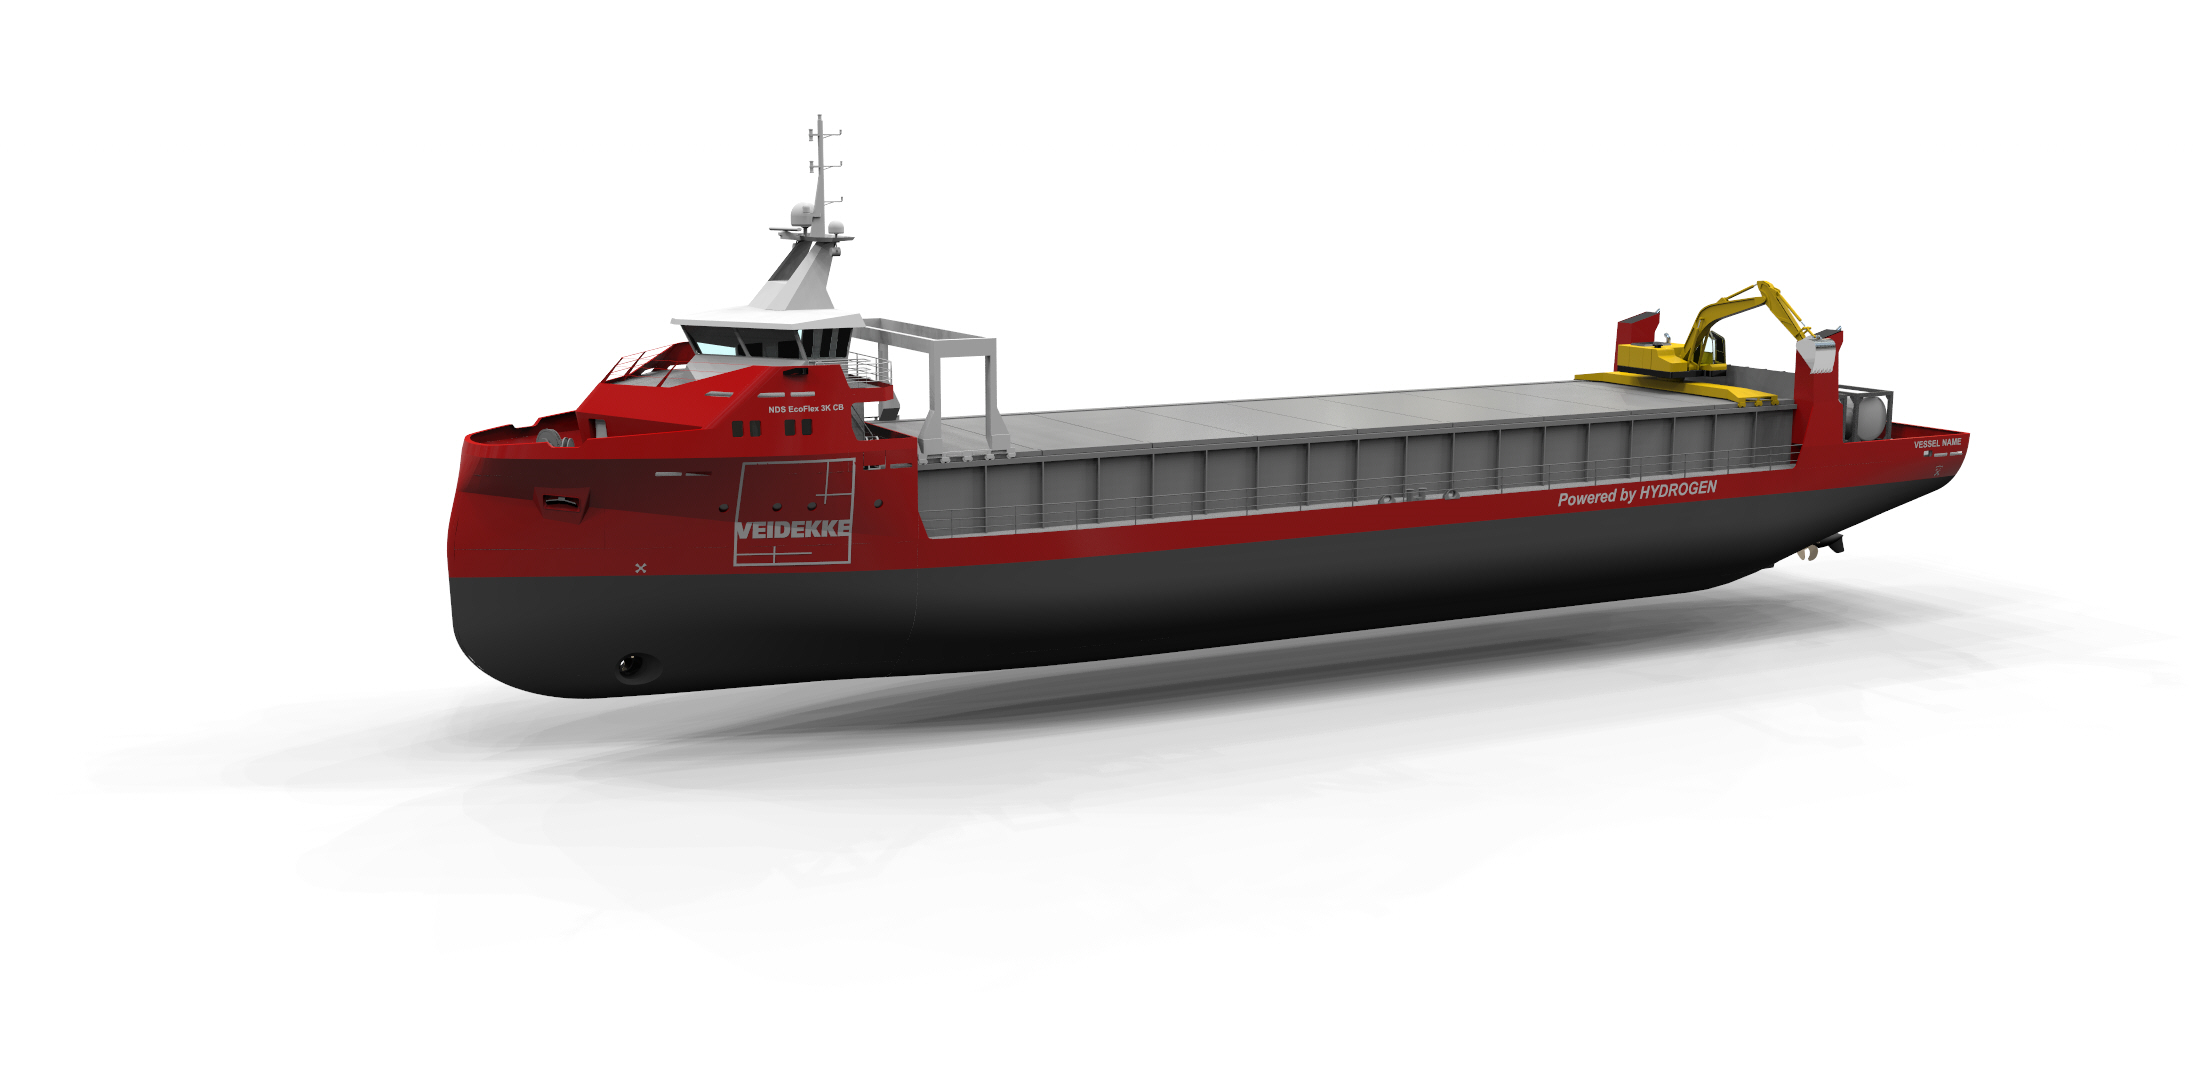 NDS EcoFlex 3K CB
VEIDEKKE
Powered by HYDROGEN
VESSEL NAME